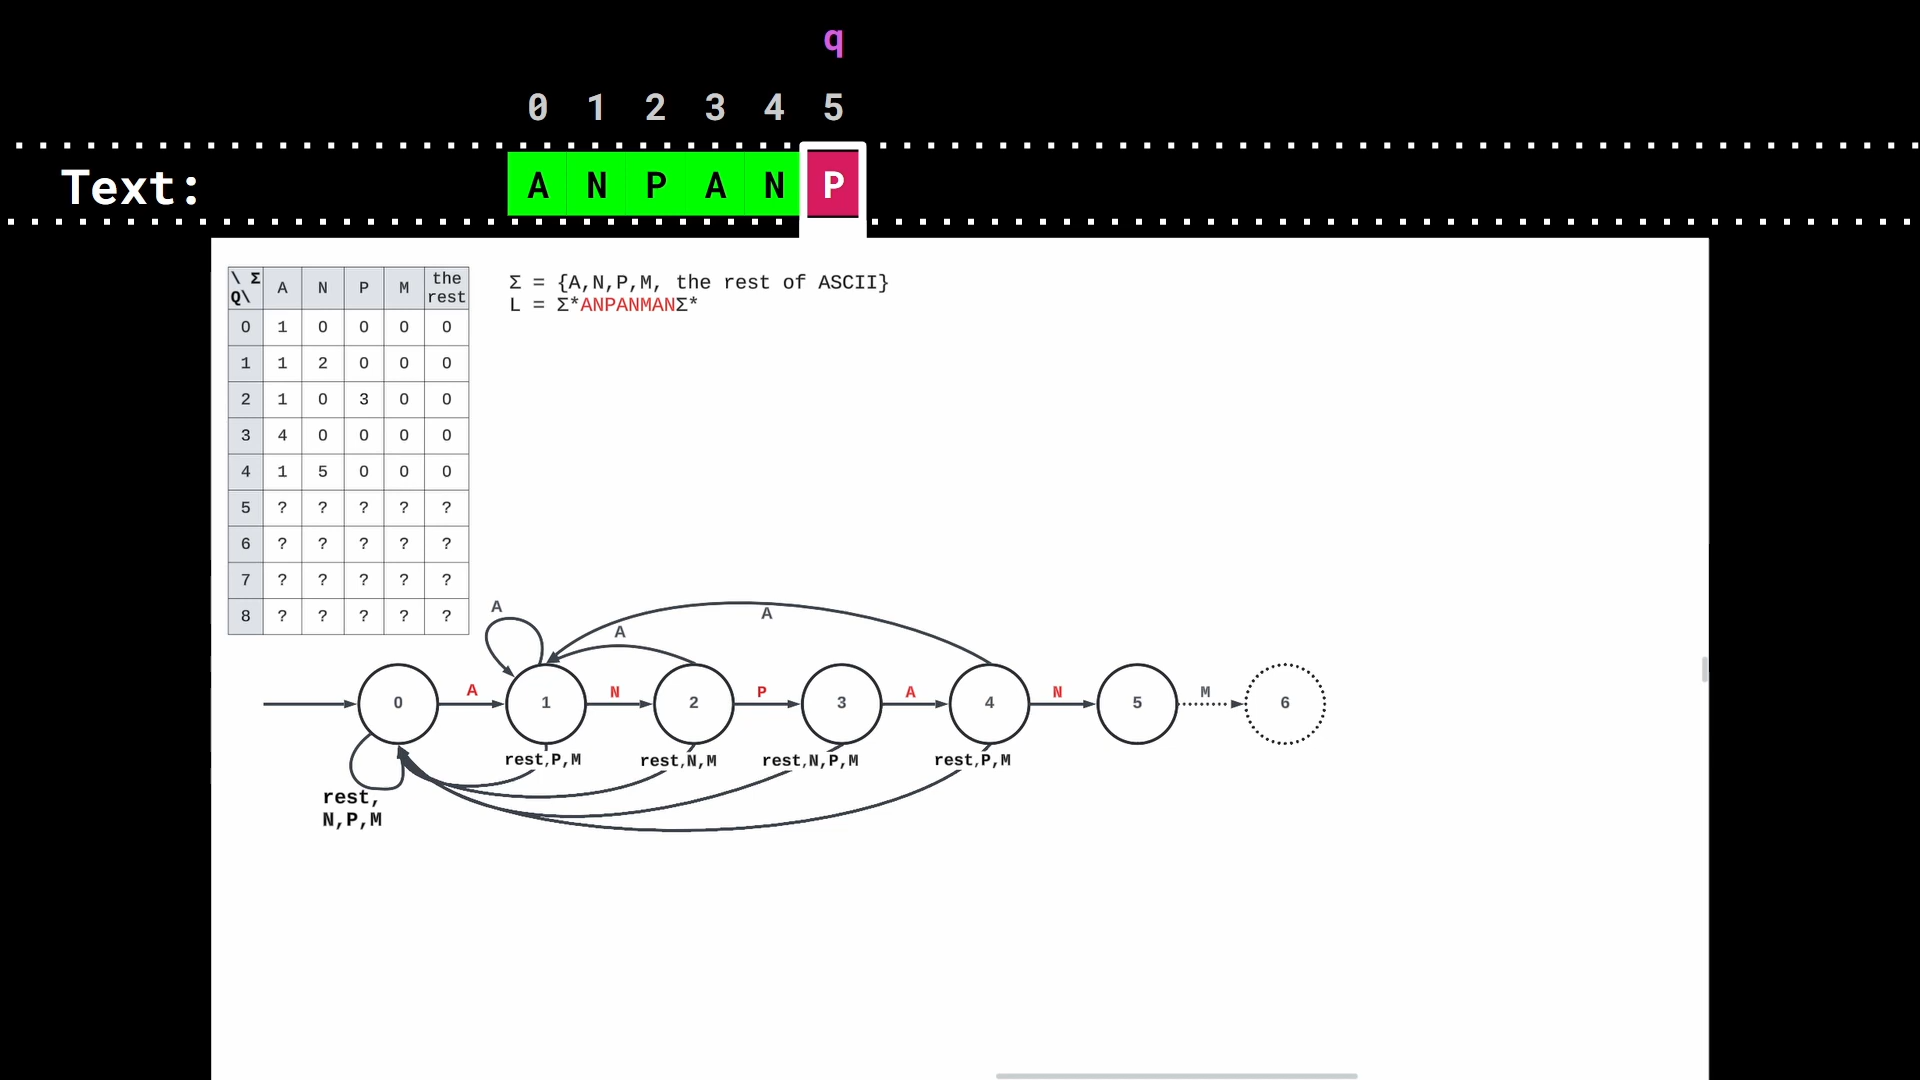 q
0 1 2 3 4 5
Text: A N P A N P
\ Σ A N P M the
Q\ rest
0 1 0 0 0 0
1 1 2 0 0 0
2 1 0 3 0 0
3 4 0 0 0 0
4 1 5 0 0 0
5 ? ? ? ? ?
6 ? ? ? ? ?
7 ? ? ? ? ?
8 ? ? ? ? ?
Σ = {A,N,P,M, the rest of ASCII}
L = Σ*ANPANMANΣ*
A
A
A
A N P A N M
0 1 2 3 4 5 6
rest,P,M rest,N,M rest,N,P,M rest,P,M
rest,
N,P,M